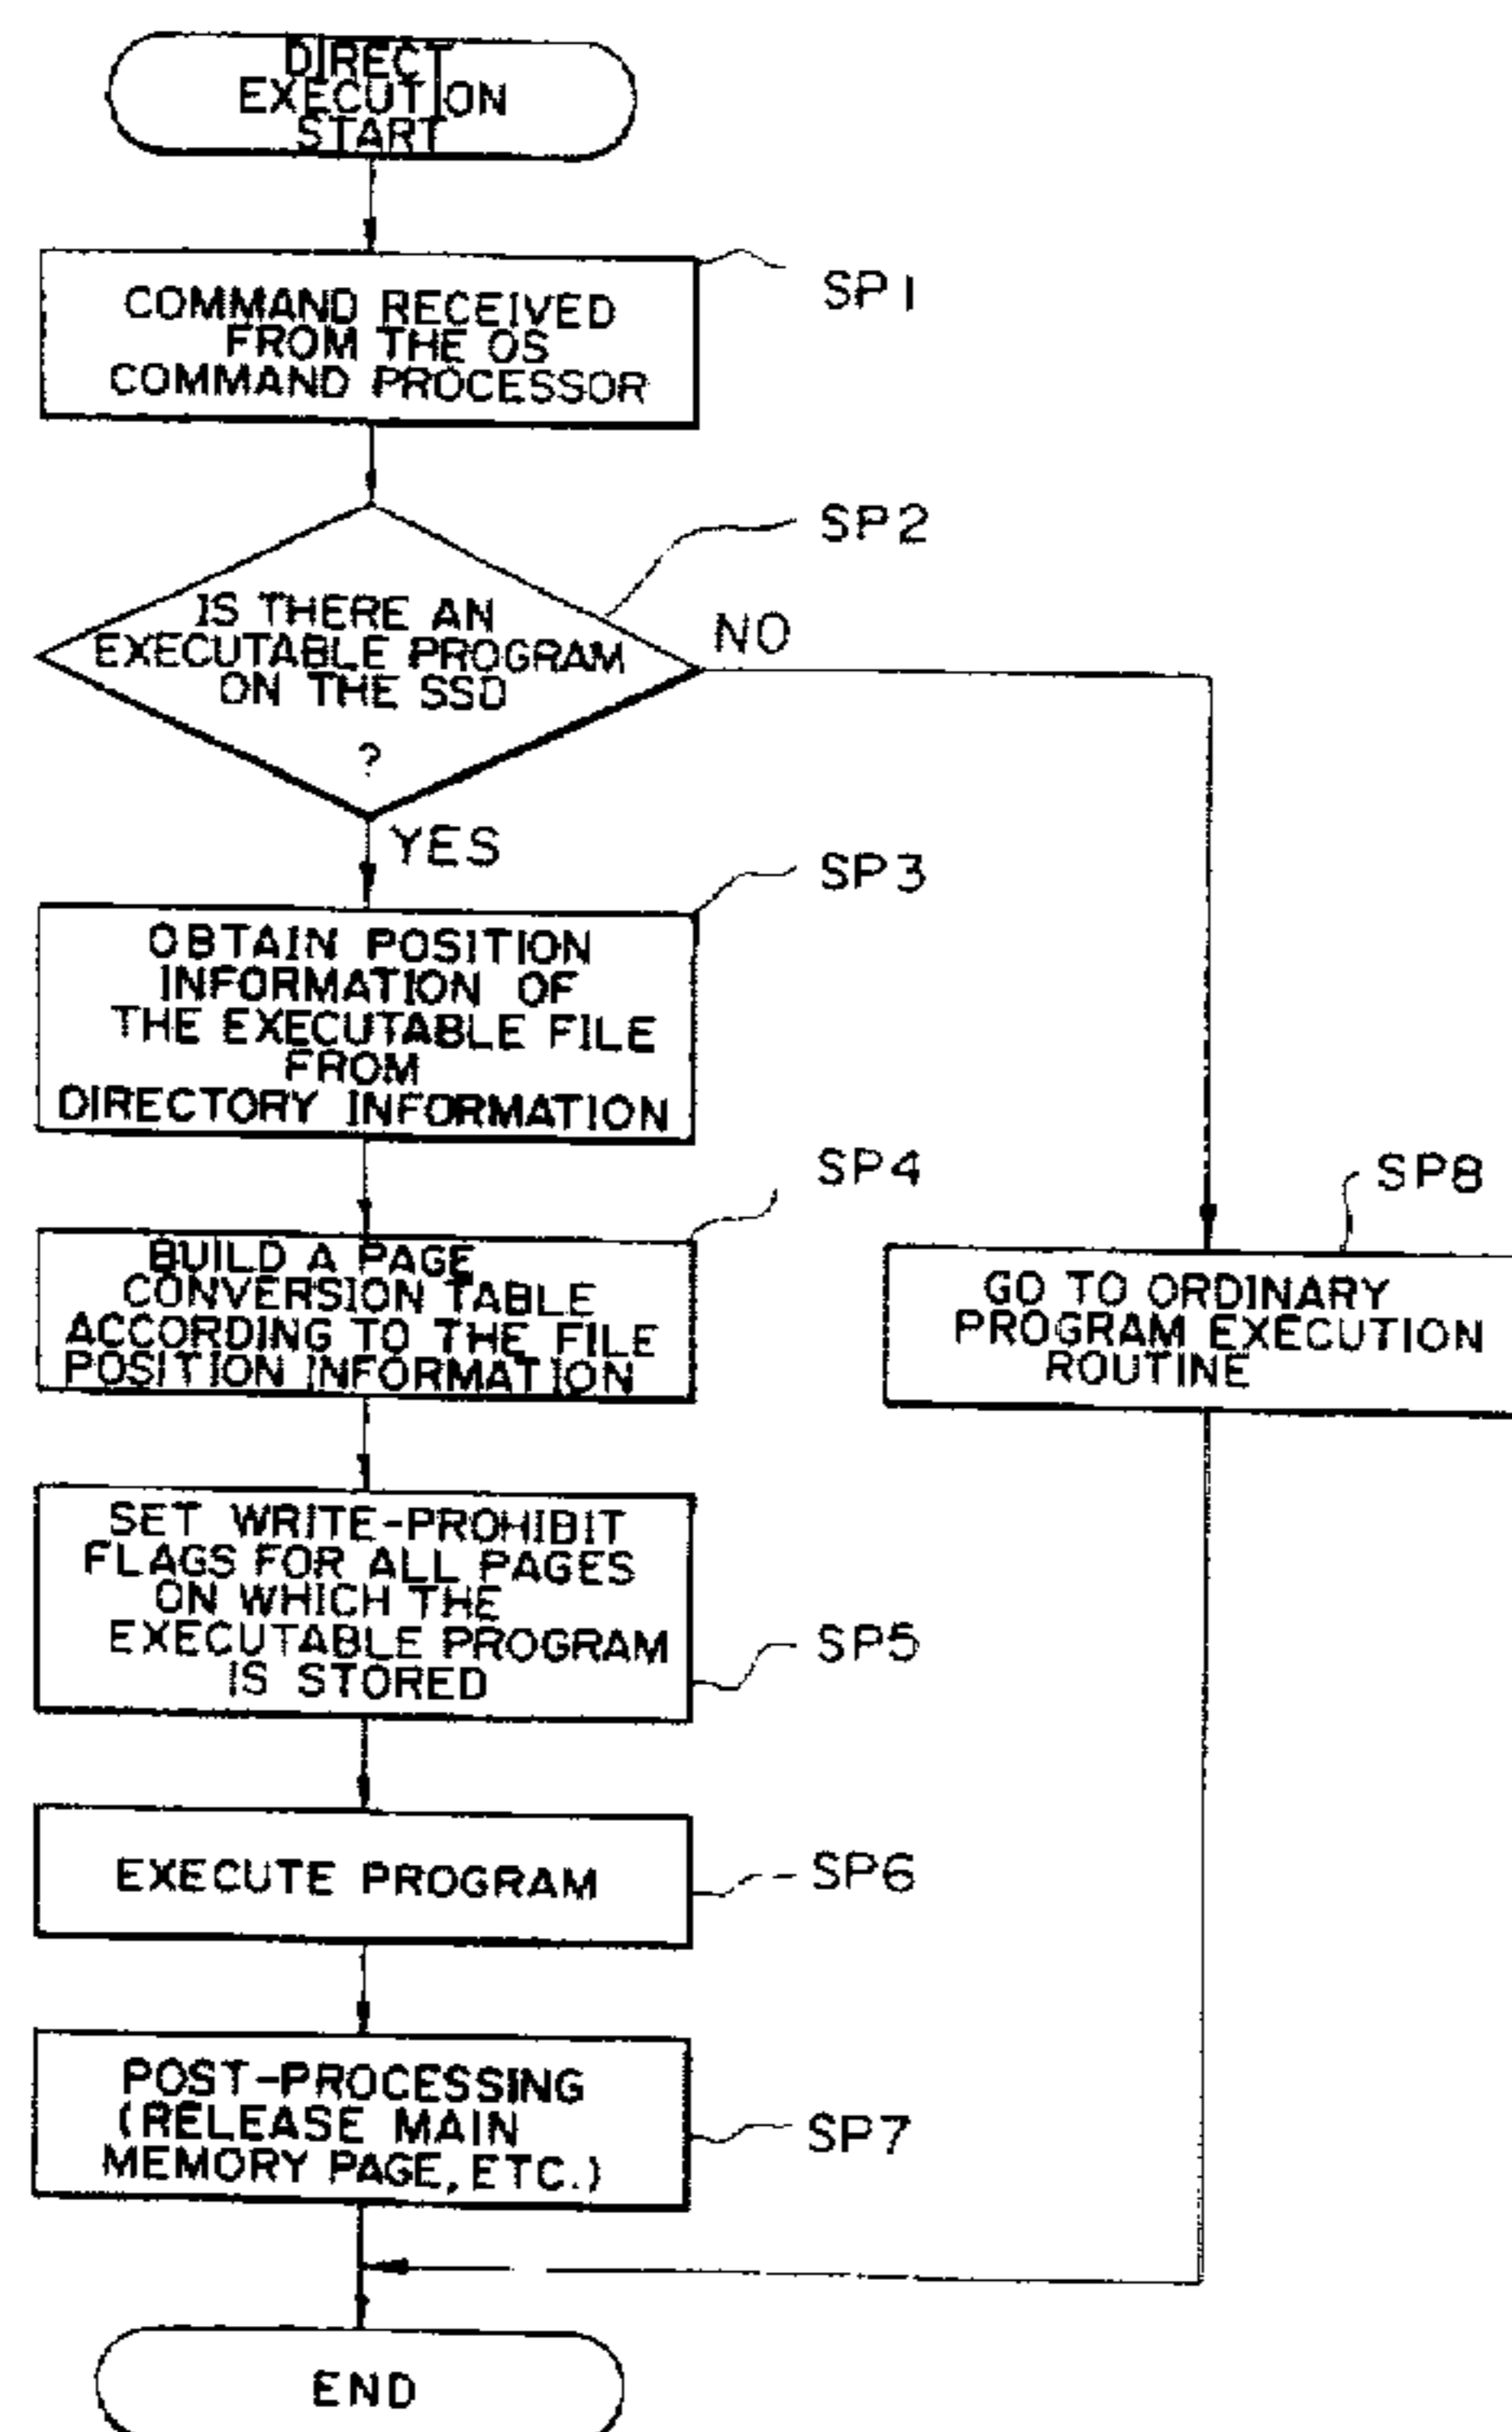 DIRECT
EXECUTION
START
COMMAND RECEIVED
FROM THE OS
COMMAND PROCESSOR
SP1
IS THERE AN
EXECUTABLE PROGRAM
ON THE SSD
?
SP2
NO
YES
OBTAIN POSITION
INFORMATION OF
THE EXECUTABLE FILE
FROM
DIRECTORY INFORMATION
SP3
BUILD A PAGE
CONVERSION TABLE
ACCORDING TO THE FILE
POSITION INFORMATION
SP4
GO TO ORDINARY
PROGRAM EXECUTION
ROUTINE
SP8
SET WRITE-PROHIBIT
FLAGS FOR ALL PAGES
ON WHICH THE
EXECUTABLE PROGRAM
IS STORED
SP5
EXECUTE PROGRAM
SP6
POST-PROCESSING
(RELEASE MAIN
MEMORY PAGE, ETC.)
SP7
END